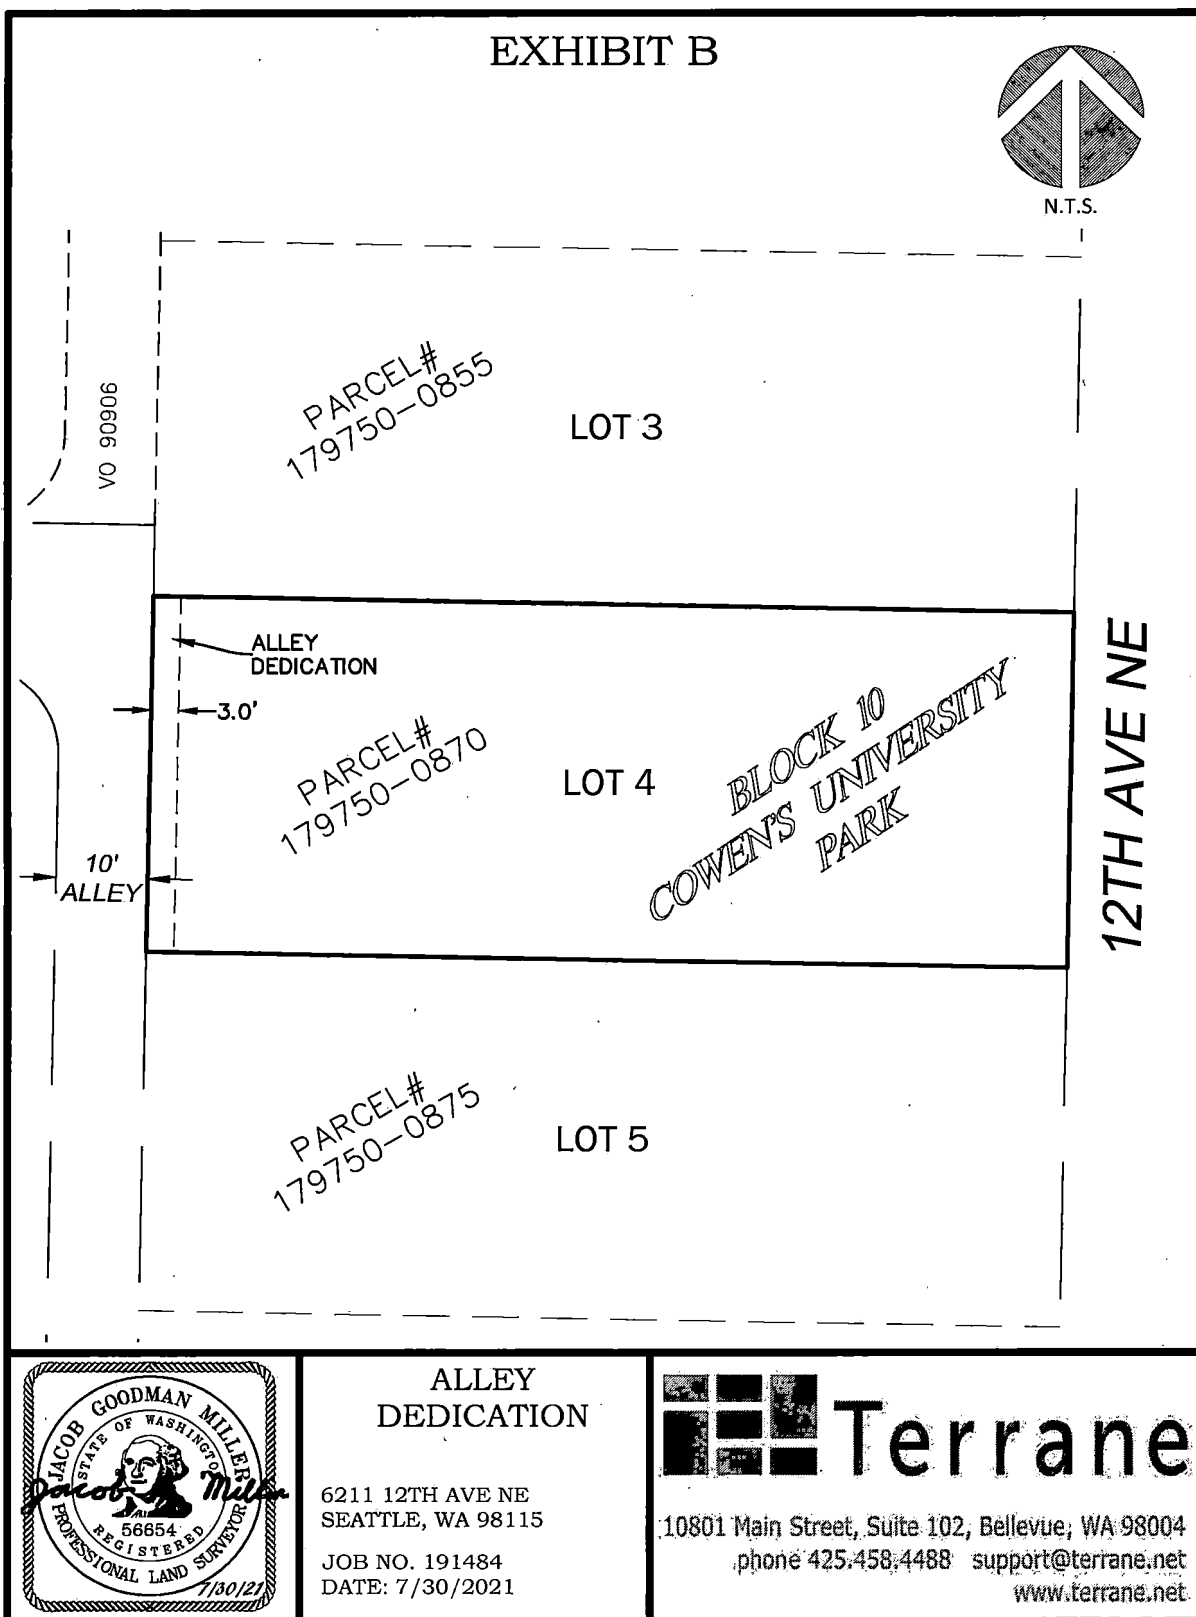 EXHIBIT B
N.T.S.
VO 90906
PARCEL#
179750-0855
LOT 3
ALLEY
DEDICATION
3.0'
PARCEL#
179750-0870
LOT 4
BLOCK 10
COWEN'S UNIVERSITY
PARK
12TH AVE NE
10'
ALLEY
PARCEL#
179750-0875
LOT 5
JACOB GOODMAN MILLER
STATE OF WASHINGTON
Jacob Miller
56654
REGISTERED
PROFESSIONAL LAND SURVEYOR
7/30/21
ALLEY
DEDICATION
6211 12TH AVE NE
SEATTLE, WA 98115
JOB NO. 191484
DATE: 7/30/2021
Terrane
10801 Main Street, Suite 102, Bellevue, WA 98004
phone 425.458.4488 support@terrane.net
www.terrane.net